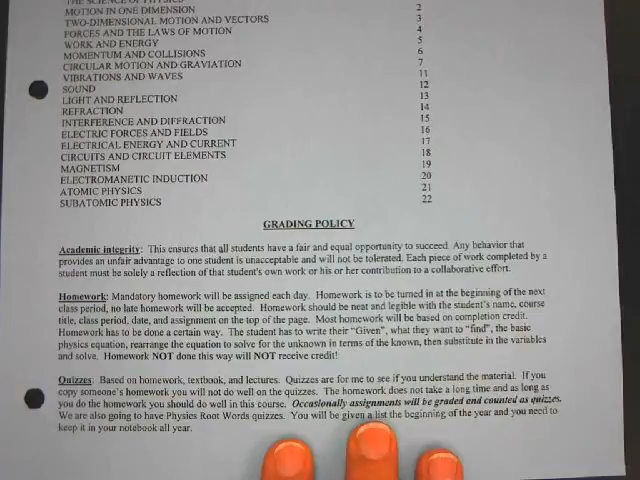 THE SCIENCE OF PHYSICS
MOTION IN ONE DIMENSION 2
TWO-DIMENSIONAL MOTION AND VECTORS 3
FORCES AND THE LAWS OF MOTION 4
WORK AND ENERGY 5
MOMENTUM AND COLLISIONS 6
CIRCULAR MOTION AND GRAVIATION 7
VIBRATIONS AND WAVES 11
SOUND 12
LIGHT AND REFLECTION 13
REFRACTION 14
INTERFERENCE AND DIFFRACTION 15
ELECTRIC FORCES AND FIELDS 16
ELECTRICAL ENERGY AND CURRENT 17
CIRCUITS AND CIRCUIT ELEMENTS 18
MAGNETISM 19
ELECTROMANETIC INDUCTION 20
ATOMIC PHYSICS 21
SUBATOMIC PHYSICS 22
GRADING POLICY
Academic integrity: This ensures that all students have a fair and equal opportunity to succeed. Any behavior that
provides an unfair advantage to one student is unacceptable and will not be tolerated. Each piece of work completed by a
student must be solely a reflection of that student's own work or his or her contribution to a collaborative effort.
Homework: Mandatory homework will be assigned each day. Homework is to be turned in at the beginning of the next
class period, no late homework will be accepted. Homework should be neat and legible with the student's name, course
title, class period, date, and assignment on the top of the page. Most homework will be based on completion credit.
Homework has to be done a certain way. The student has to write their "Given", what they want to "find", the basic
physics equation, rearrange the equation to solve for the unknown in terms of the known, then substitute in the variables
and solve. Homework NOT done this way will NOT receive credit!
Quizzes: Based on homework, textbook, and lectures. Quizzes are for me to see if you understand the material. If you
copy someone's homework you will not do well on the quizzes. The homework does not take a long time and as long as
you do the homework you should do well in this course. Occasionally assignments will be graded and counted as quizzes.
We are also going to have Physics Root Words quizzes. You will be given a list the beginning of the year and you need to
keep it in your notebook all year.